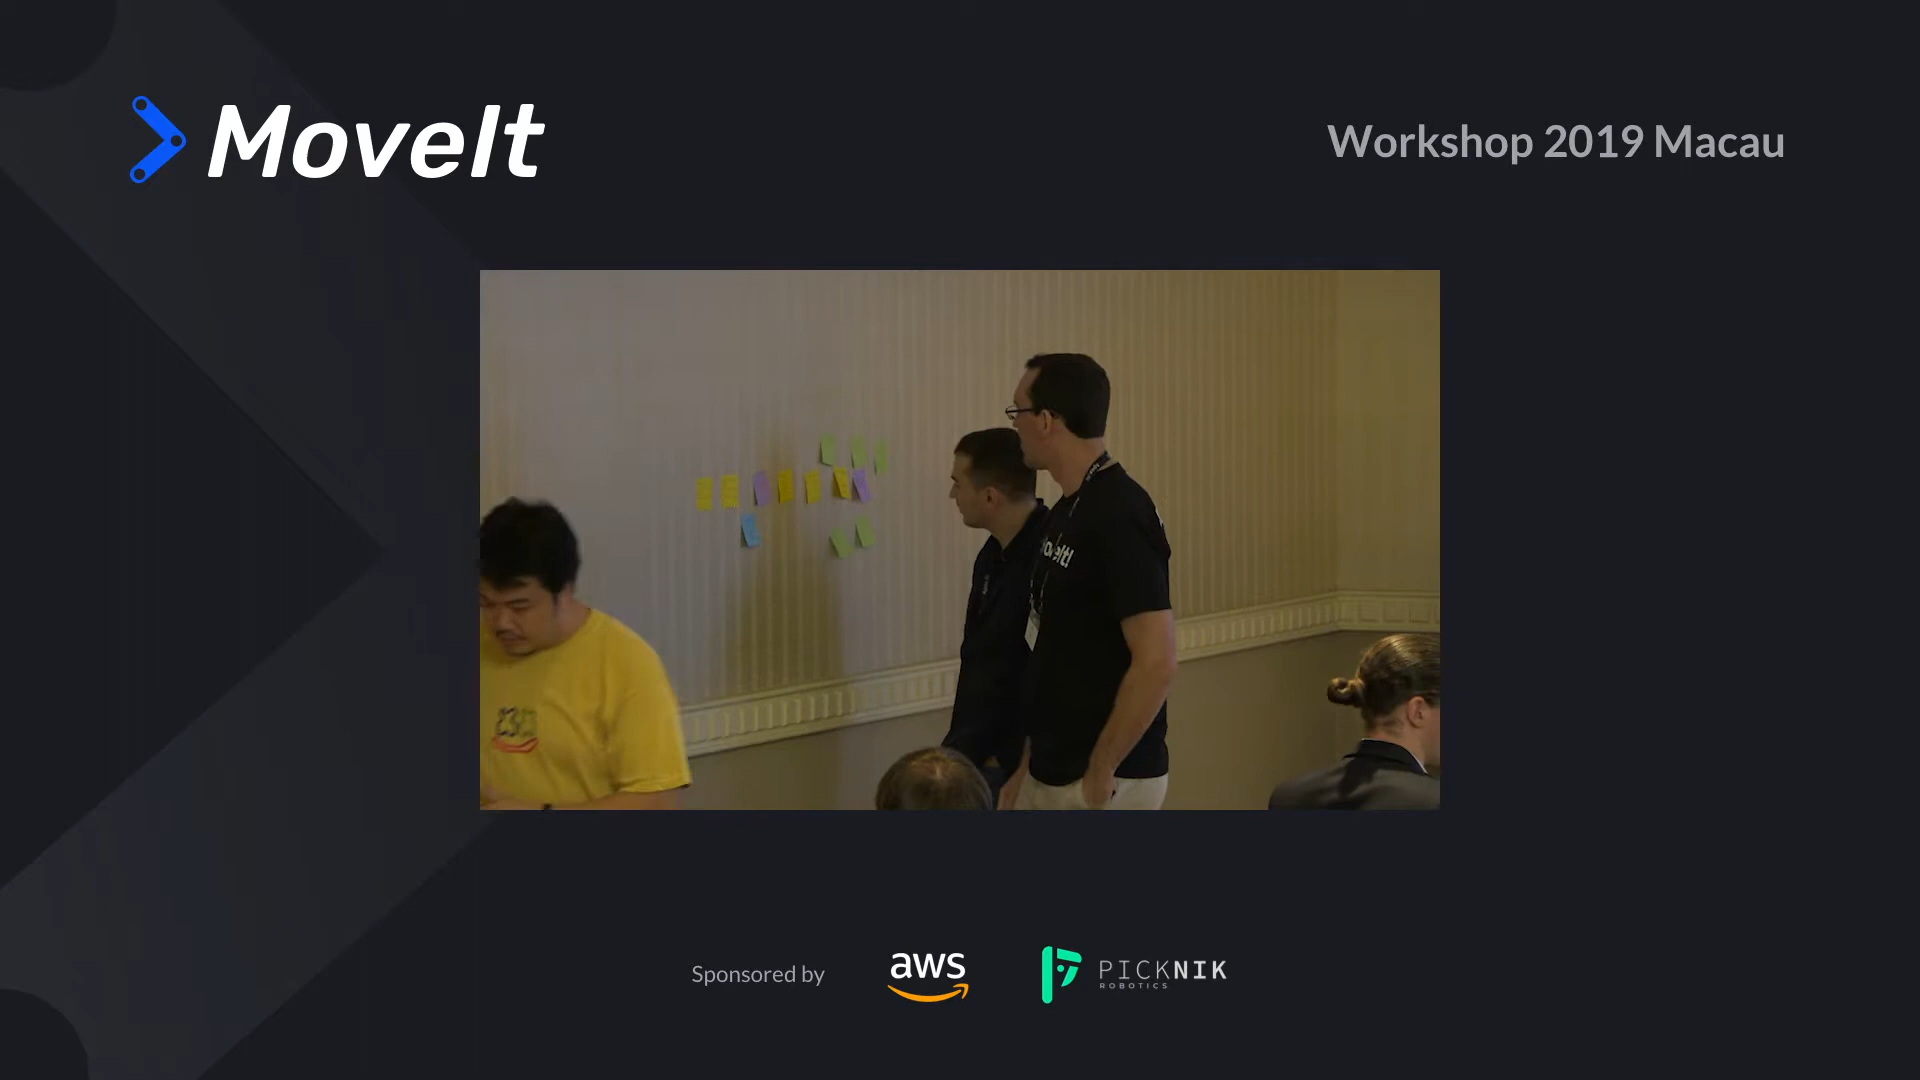 MoveIt
Workshop 2019 Macau
Sponsored by
aws
PICKNIK
ROBOTICS